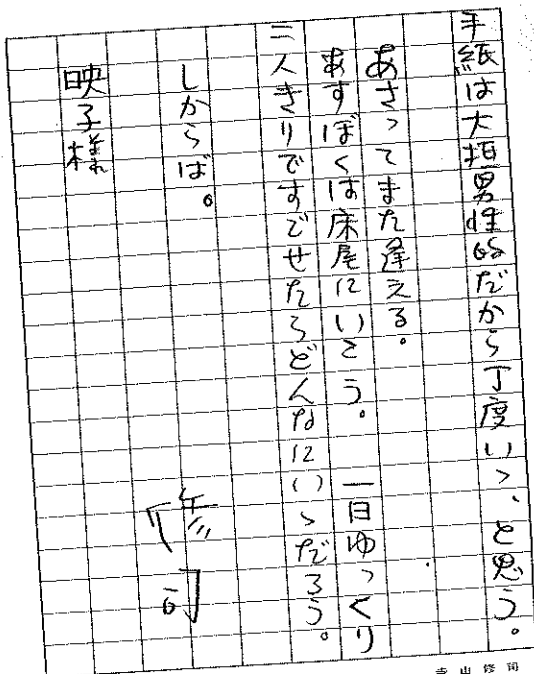 手紙は大抵男性的だから丁度いゝ、と思う。
あさってまた逢える。
あすぼくは床屋にいこう。一日ゆっくり
二人きりですごせたらどんなにいゝだろう。
しからば。
修司
映子様
寺山修司